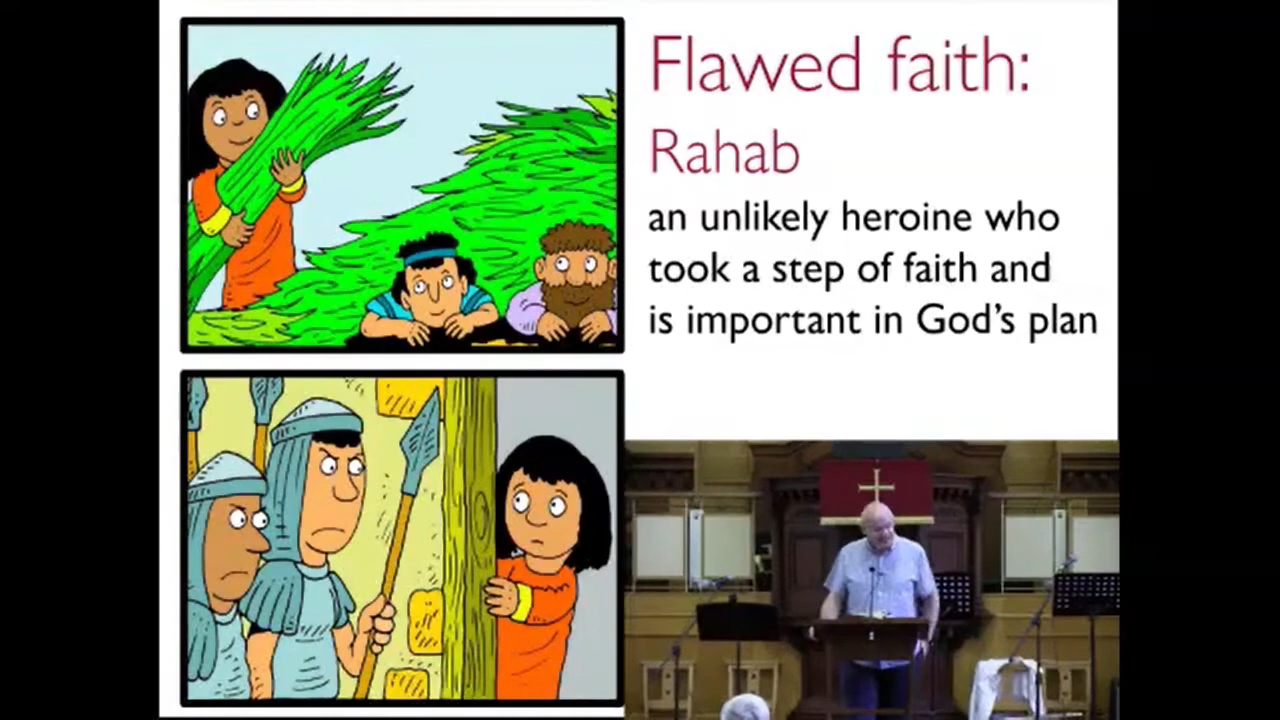 Flawed faith:
Rahab
an unlikely heroine who
took a step of faith and
is important in God’s plan